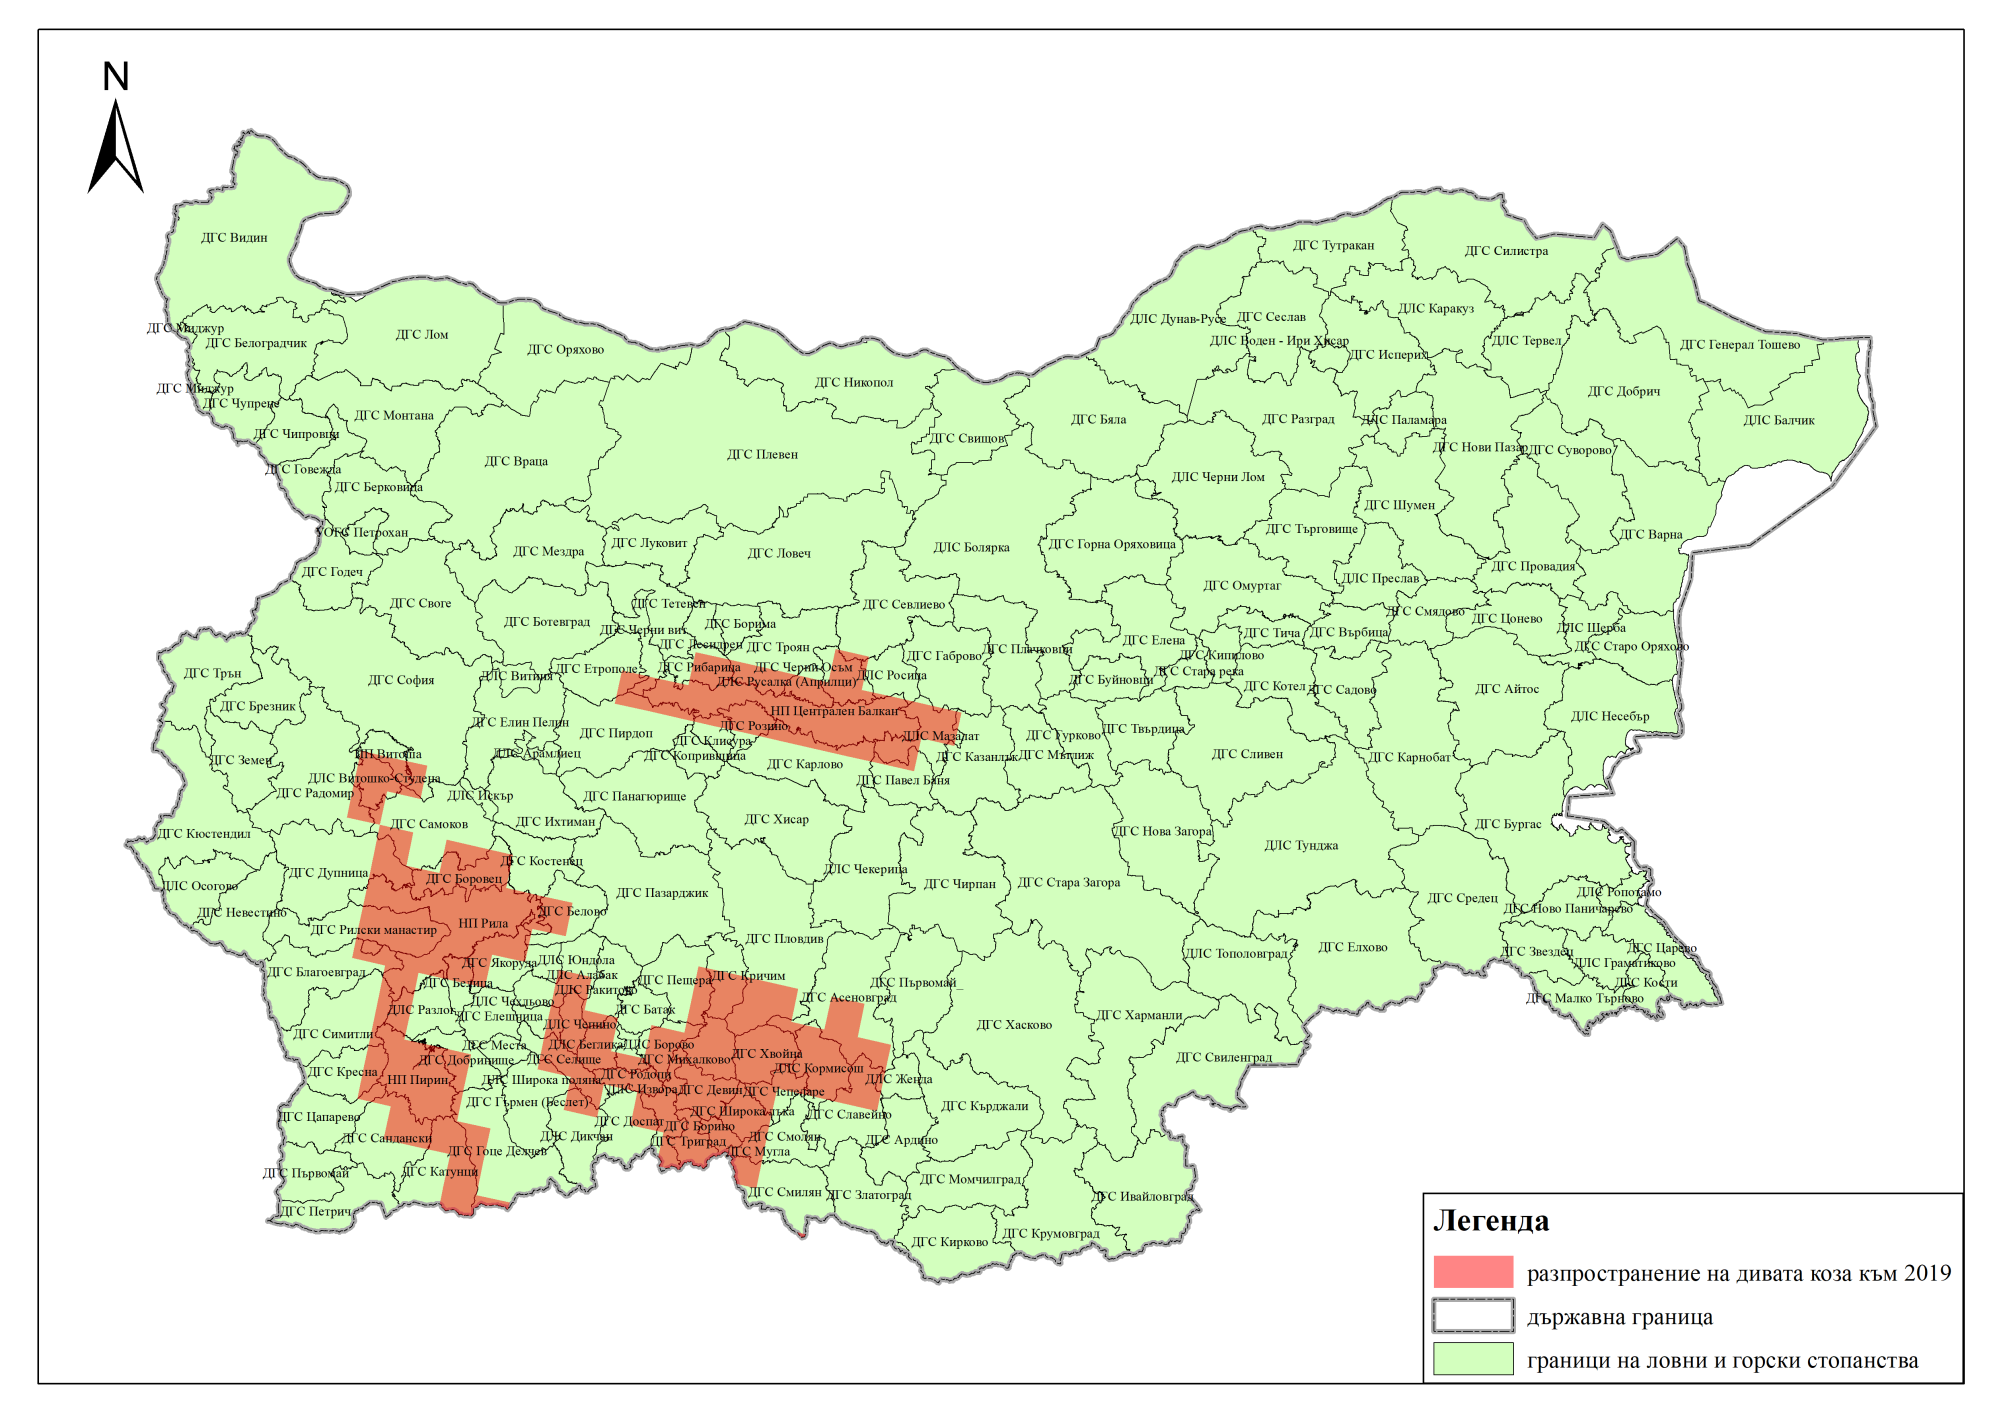 N
ДГС Видин
ДГС Тутракан
ДГС Силистра
ДГС Миджур
ДГС Белоградчик
ДГС Лом
ДГС Оряхово
ДЛС Дунав-Русе
ДГС Сеслав
ДЛС Каракуз
ДЛС Воден - Ири Хисар
ДГС Исперих
ДЛС Тервел
ДГС Генерал Тошево
ДГС Миджур
ДГС Чупрене
ДГС Монтана
ДГС Никопол
ДГС Добрич
ДГС Чипровци
ДГС Бяла
ДГС Разград
ДЛС Паламара
ДЛС Балчик
ДГС Свищов
ДГС Говежда
ДГС Враца
ДГС Плевен
ДГС Нови Пазар
ДГС Суворово
ДГС Берковица
ДЛС Черни Лом
ДГС Шумен
УОГС Петрохан
ДГС Търговище
ДГС Варна
ДГС Мездра
ДГС Луковит
ДГС Ловеч
ДЛС Болярка
ДГС Горна Оряховица
ДГС Годеч
ДГС Провадия
ДГС Омуртаг
ДЛС Преслав
ДГС Своге
ДГС Тетевен
ДГС Севлиево
ДГС Смядово
ДГС Цонево
ДГС Ботевград
ДГС Черни вит
ДГС Борима
ДЛС Шерба
ДГС Лесидрен
ДГС Троян
ДГС Габрово
ДГС Плачковци
ДГС Елена
ДГС Тича
ДГС Върбица
ДГС Старо Оряхово
ДГС Трън
ДГС София
ДЛС Витиня
ДГС Етрополе
ДГС Рибарица
ДГС Черни Осъм
ДЛС Росица
ДГС Кипилово
ДГС Стара река
ДГС Буйновци
ДЛС Русалка (Априлци)
ДГС Котел
ДГС Садово
ДГС Айтос
ДГС Брезник
НП Централен Балкан
ДГС Елин Пелин
ДГС Пирдоп
ДГС Розино
ДЛС Мазалат
ДГС Гурково
ДГС Твърдица
ДЛС Несебър
ДГС Клисура
НП Витоша
ДЛС Арамлиец
ДГС Копривщица
ДГС Казанлък
ДГС Мъглиж
ДГС Сливен
ДГС Карнобат
ДГС Земен
ДГС Карлово
ДЛС Витошко-Студена
ДГС Павел Баня
ДГС Радомир
ДЛС Искър
ДГС Панагюрище
ДГС Самоков
ДГС Ихтиман
ДГС Хисар
ДГС Кюстендил
ДГС Нова Загора
ДГС Бургас
ДЛС Тунджа
ДГС Костенец
ДГС Дупница
ДГС Боровец
ДЛС Чекерица
ДЛС Осогово
ДГС Пазарджик
ДГС Чирпан
ДГС Стара Загора
ДЛС Ропотамо
ДГС Средец
ДГС Невестино
ДГС Белово
ДГС Ново Паничарево
ДГС Рилски манастир
НП Рила
ДГС Пловдив
ДГС Елхово
ДГС Царево
ДГС Звездец
ДЛС Тополовград
ДГС Якоруда
ДЛС Юндола
ДЛС Граматиково
ДГС Благоевград
ДЛС Алабак
ДГС Кричим
ДГС Белица
ДГС Пещера
ДГС Първомай_
ДГС Кости
ДЛС Ракитово
ДЛС Чехльово
ДГС Асеновград
ДГС Малко Търново
ДЛС Разлог
ДГС Батак
ДГС Елешница
ДЛС Чепино
ДГС Хасково
ДГС Харманли
ДГС Симитли
ДГС Места
ДЛС Беглика
ДЛС Борово
ДГС Добринище
ДГС Селище
ДГС Михалково
ДГС Хвойна
ДГС Свиленград
ДГС Кресна
НП Пирин
ДЛС Широка поляна
ДГС Родопи
ДЛС Кормисош
ДЛС Женда
ДЛС Извора
ДГС Девин
ДГС Чепеларе
ДГС Гърмен (Беслет)
ДГС Цапарево
ДГС Широка лъка
ДГС Славейно
ДГС Кърджали
ДГС Доспат
ДГС Борино
ДГС Сандански
ДЛС Дикчан
ДГС Триград
ДГС Смолян
ДГС Ардино
ДГС Гоце Делчев
ДГС Мугла
ДГС Първомай
ДГС Катунци
ДГС Момчилград
ДГС Смилян
ДГС Златоград
ДГС Ивайловград
ДГС Петрич
ДГС Кирково
ДГС Крумовград
Легенда
разпространение на дивата коза към 2019
държавна граница
граници на ловни и горски стопанства